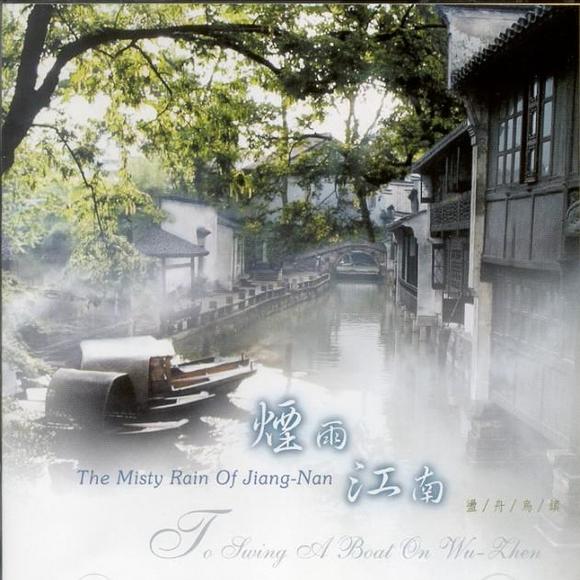 煙雨
The Misty Rain Of Jiang-Nan
江南
盪/舟/烏/鎮
To Swing A Boat On Wu-Zhen